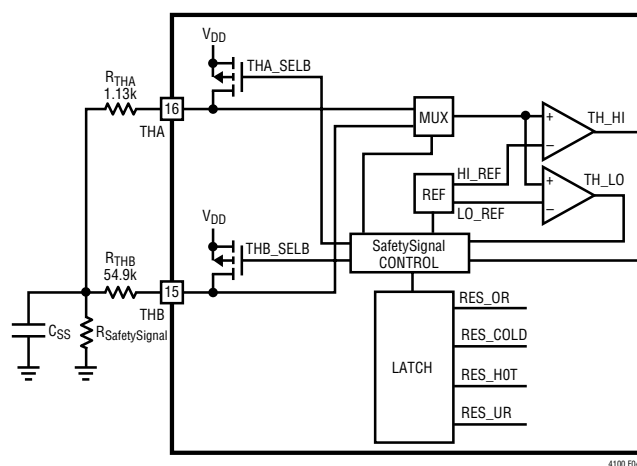 VDD
THA_SELB
RTHA
1.13k
16
THA
MUX
+
–
TH_HI
HI_REF
REF
LO_REF
+
–
TH_LO
VDD
THB_SELB
SafetySignal
CONTROL
RTHB
54.9k
15
THB
CSS
RSafetySignal
LATCH
RES_OR
RES_COLD
RES_H0T
RES_UR